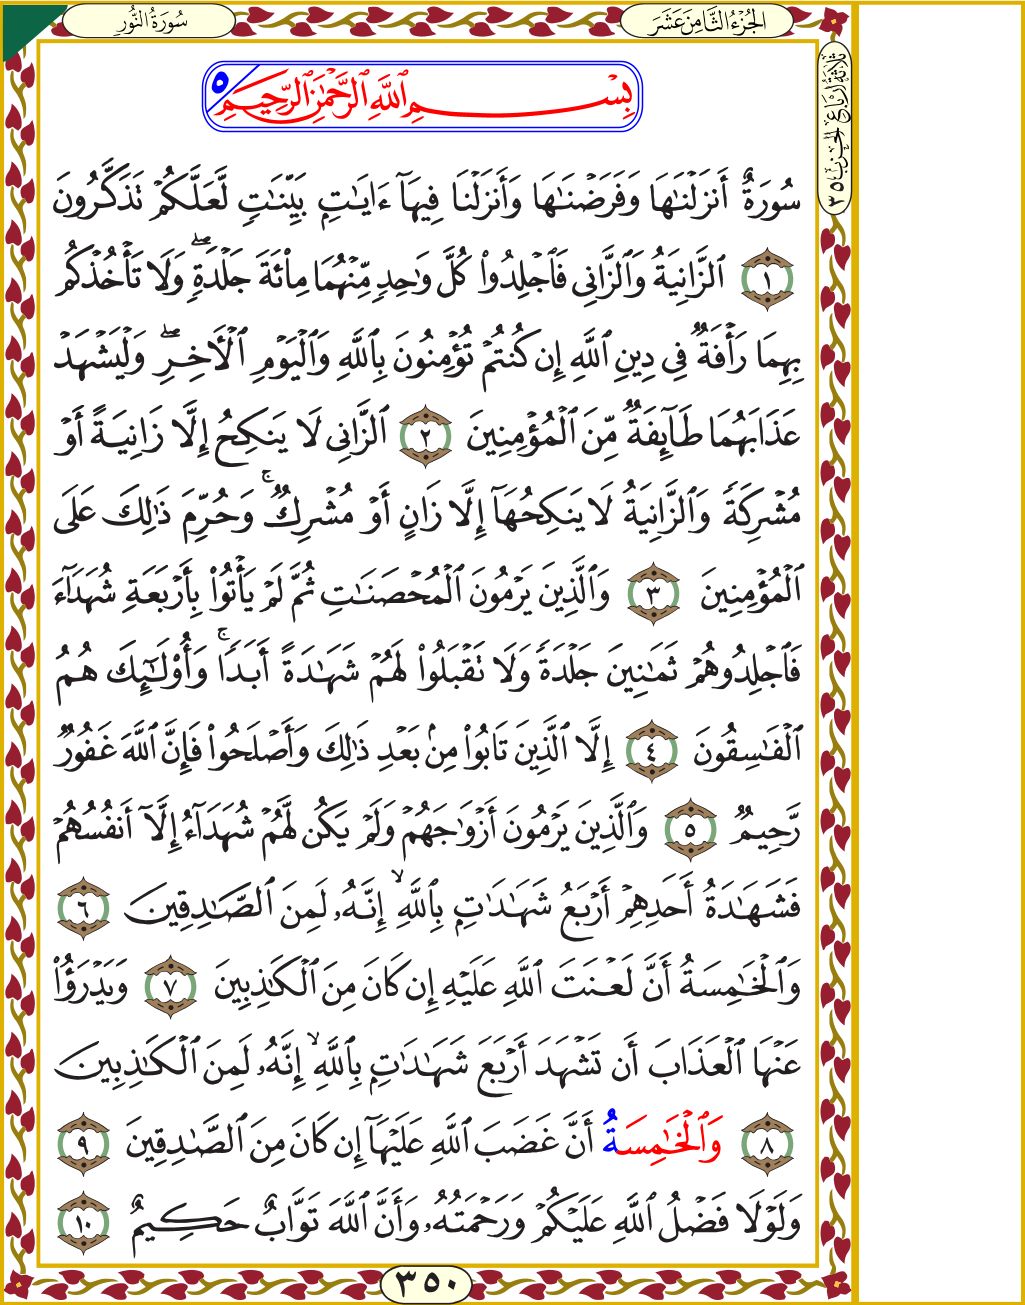 سُورَةُ النُّورِ
الجُزْءُ الثَّامِنَ عَشَرَ
ثلاثة أرباع الحزب ٣٥
بِسْمِ ٱللَّهِ ٱلرَّحْمَٰنِ ٱلرَّحِيمِ ٥
سُورَةٌ أَنزَلْنَٰهَا وَفَرَضْنَٰهَا وَأَنزَلْنَا فِيهَآ ءَايَٰتٍۭ بَيِّنَٰتٍ لَّعَلَّكُمْ تَذَكَّرُونَ
١ ٱلزَّانِيَةُ وَٱلزَّانِى فَٱجْلِدُوا۟ كُلَّ وَٰحِدٍ مِّنْهُمَا مِا۟ئَةَ جَلْدَةٍ ۖ وَلَا تَأْخُذْكُم
بِهِمَا رَأْفَةٌ فِى دِينِ ٱللَّهِ إِن كُنتُمْ تُؤْمِنُونَ بِٱللَّهِ وَٱلْيَوْمِ ٱلْـَٔاخِرِ ۖ وَلْيَشْهَدْ
عَذَابَهُمَا طَآئِفَةٌ مِّنَ ٱلْمُؤْمِنِينَ ٢ ٱلزَّانِى لَا يَنكِحُ إِلَّا زَانِيَةً أَوْ
مُشْرِكَةً وَٱلزَّانِيَةُ لَا يَنكِحُهَآ إِلَّا زَانٍ أَوْ مُشْرِكٌ ۚ وَحُرِّمَ ذَٰلِكَ عَلَى
ٱلْمُؤْمِنِينَ ٣ وَٱلَّذِينَ يَرْمُونَ ٱلْمُحْصَنَٰتِ ثُمَّ لَمْ يَأْتُوا۟ بِأَرْبَعَةِ شُهَدَآءَ
فَٱجْلِدُوهُمْ ثَمَٰنِينَ جَلْدَةً وَلَا تَقْبَلُوا۟ لَهُمْ شَهَٰدَةً أَبَدًا ۚ وَأُو۟لَٰٓئِكَ هُمُ
ٱلْفَٰسِقُونَ ٤ إِلَّا ٱلَّذِينَ تَابُوا۟ مِنۢ بَعْدِ ذَٰلِكَ وَأَصْلَحُوا۟ فَإِنَّ ٱللَّهَ غَفُورٌ
رَّحِيمٌ ٥ وَٱلَّذِينَ يَرْمُونَ أَزْوَٰجَهُمْ وَلَمْ يَكُن لَّهُمْ شُهَدَآءُ إِلَّآ أَنفُسُهُمْ
فَشَهَٰدَةُ أَحَدِهِمْ أَرْبَعُ شَهَٰدَٰتٍۭ بِٱللَّهِ ۙ إِنَّهُۥ لَمِنَ ٱلصَّٰدِقِينَ ٦
وَٱلْخَٰمِسَةُ أَنَّ لَعْنَتَ ٱللَّهِ عَلَيْهِ إِن كَانَ مِنَ ٱلْكَٰذِبِينَ ٧ وَيَدْرَؤُا۟
عَنْهَا ٱلْعَذَابَ أَن تَشْهَدَ أَرْبَعَ شَهَٰدَٰتٍۭ بِٱللَّهِ ۙ إِنَّهُۥ لَمِنَ ٱلْكَٰذِبِينَ
٨ وَٱلْخَٰمِسَةُ أَنَّ غَضَبَ ٱللَّهِ عَلَيْهَآ إِن كَانَ مِنَ ٱلصَّٰدِقِينَ ٩
وَلَوْلَا فَضْلُ ٱللَّهِ عَلَيْكُمْ وَرَحْمَتُهُۥ وَأَنَّ ٱللَّهَ تَوَّابٌ حَكِيمٌ ١٠
٣٥٠